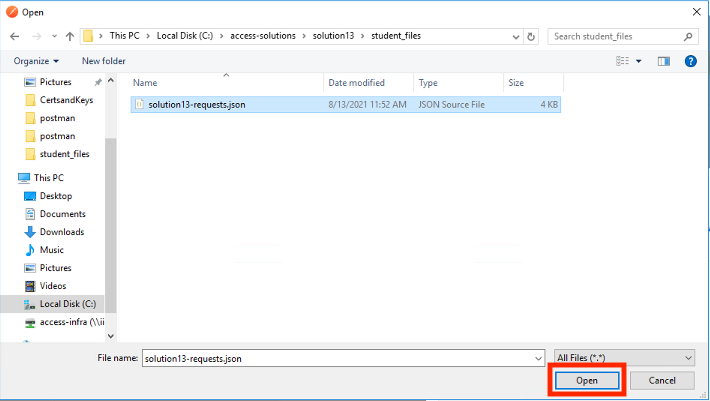 Open
This PC > Local Disk (C:) > access-solutions > solution13 > student_files
Search student_files
Organize
New folder
Name
Date modified
Type
Size
solution13-requests.json
8/13/2021 11:52 AM
JSON Source File
4 KB
Pictures
CertsandKeys
postman
postman
student_files
This PC
Desktop
Documents
Downloads
Music
Pictures
Videos
Local Disk (C:)
access-infra (\\ii
File name:
solution13-requests.json
All Files (*.*)
Open
Cancel